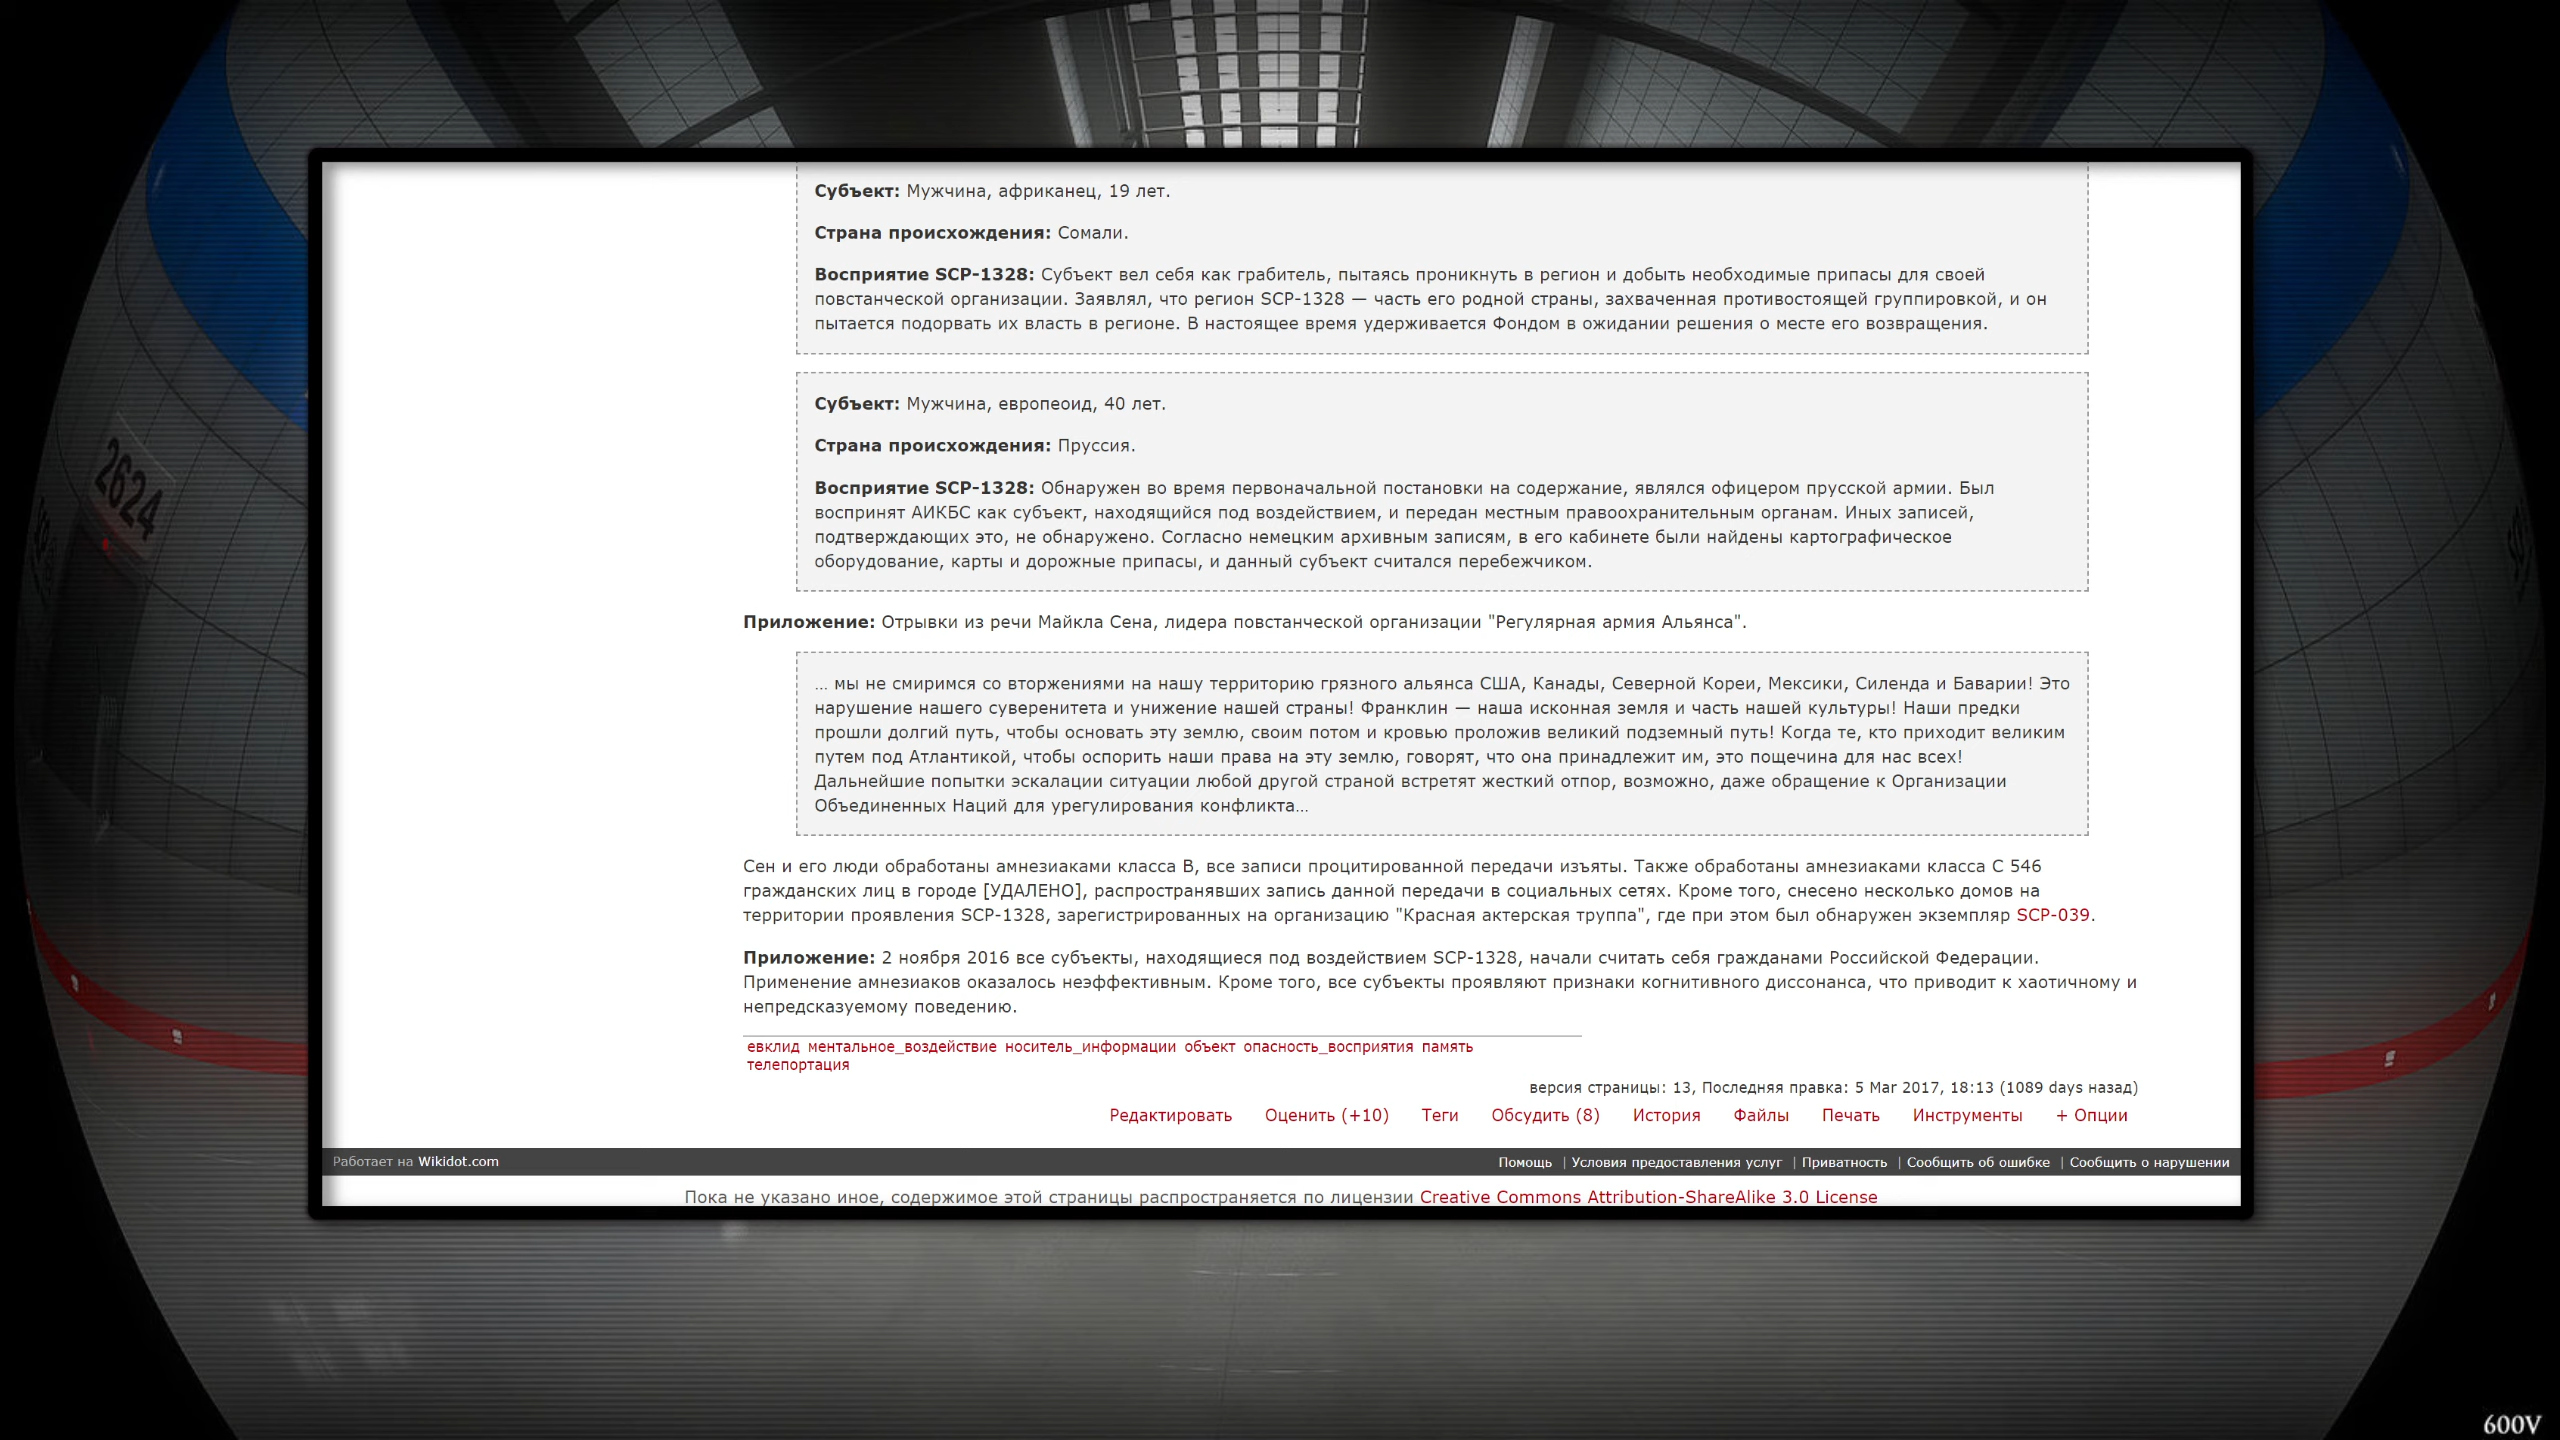 Субъект: Мужчина, африканец, 19 лет.
Страна происхождения: Сомали.
Восприятие SCP-1328: Субъект вел себя как грабитель, пытаясь проникнуть в регион и добыть необходимые припасы для своей
повстанческой организации. Заявлял, что регион SCP-1328 — часть его родной страны, захваченная противостоящей группировкой, и он
пытается подорвать их власть в регионе. В настоящее время удерживается Фондом в ожидании решения о месте его возвращения.
Субъект: Мужчина, европеоид, 40 лет.
Страна происхождения: Пруссия.
Восприятие SCP-1328: Обнаружен во время первоначальной постановки на содержание, являлся офицером прусской армии. Был
воспринят АИКБС как субъект, находящийся под воздействием, и передан местным правоохранительным органам. Иных записей,
подтверждающих это, не обнаружено. Согласно немецким архивным записям, в его кабинете были найдены картографическое
оборудование, карты и дорожные припасы, и данный субъект считался перебежчиком.
Приложение: Отрывки из речи Майкла Сена, лидера повстанческой организации "Регулярная армия Альянса".
... мы не смиримся со вторжениями на нашу территорию грязного альянса США, Канады, Северной Кореи, Мексики, Силенда и Баварии! Это
нарушение нашего суверенитета и унижение нашей страны! Франклин — наша исконная земля и часть нашей культуры! Наши предки
прошли долгий путь, чтобы основать эту землю, своим потом и кровью проложив великий подземный путь! Когда те, кто приходит великим
путем под Атлантикой, чтобы оспорить наши права на эту землю, говорят, что она принадлежит им, это пощечина для нас всех!
Дальнейшие попытки эскалации ситуации любой другой страной встретят жесткий отпор, возможно, даже обращение к Организации
Объединенных Наций для урегулирования конфликта...
Сен и его люди обработаны амнезиаками класса B, все записи процитированной передачи изъяты. Также обработаны амнезиаками класса C 546
гражданских лиц в городе [УДАЛЕНО], распространявших запись данной передачи в социальных сетях. Кроме того, снесено несколько домов на
территории проявления SCP-1328, зарегистрированных на организацию "Красная актерская труппа", где при этом был обнаружен экземпляр SCP-039.
Приложение: 2 ноября 2016 все субъекты, находящиеся под воздействием SCP-1328, начали считать себя гражданами Российской Федерации.
Применение амнезиаков оказалось неэффективным. Кроме того, все субъекты проявляют признаки когнитивного диссонанса, что приводит к хаотичному и
непредсказуемому поведению.
евклид ментальное_воздействие носитель_информации объект опасность_восприятия память
телепортация
версия страницы: 13, Последняя правка: 5 Mar 2017, 18:13 (1089 days назад)
Редактировать Оценить (+10) Теги Обсудить (8) История Файлы Печать Инструменты + Опции
Работает на Wikidot.com
Помощь | Условия предоставления услуг | Приватность | Сообщить об ошибке | Сообщить о нарушении
Пока не указано иное, содержимое этой страницы распространяется по лицензии Creative Commons Attribution-ShareAlike 3.0 License
2624
600V